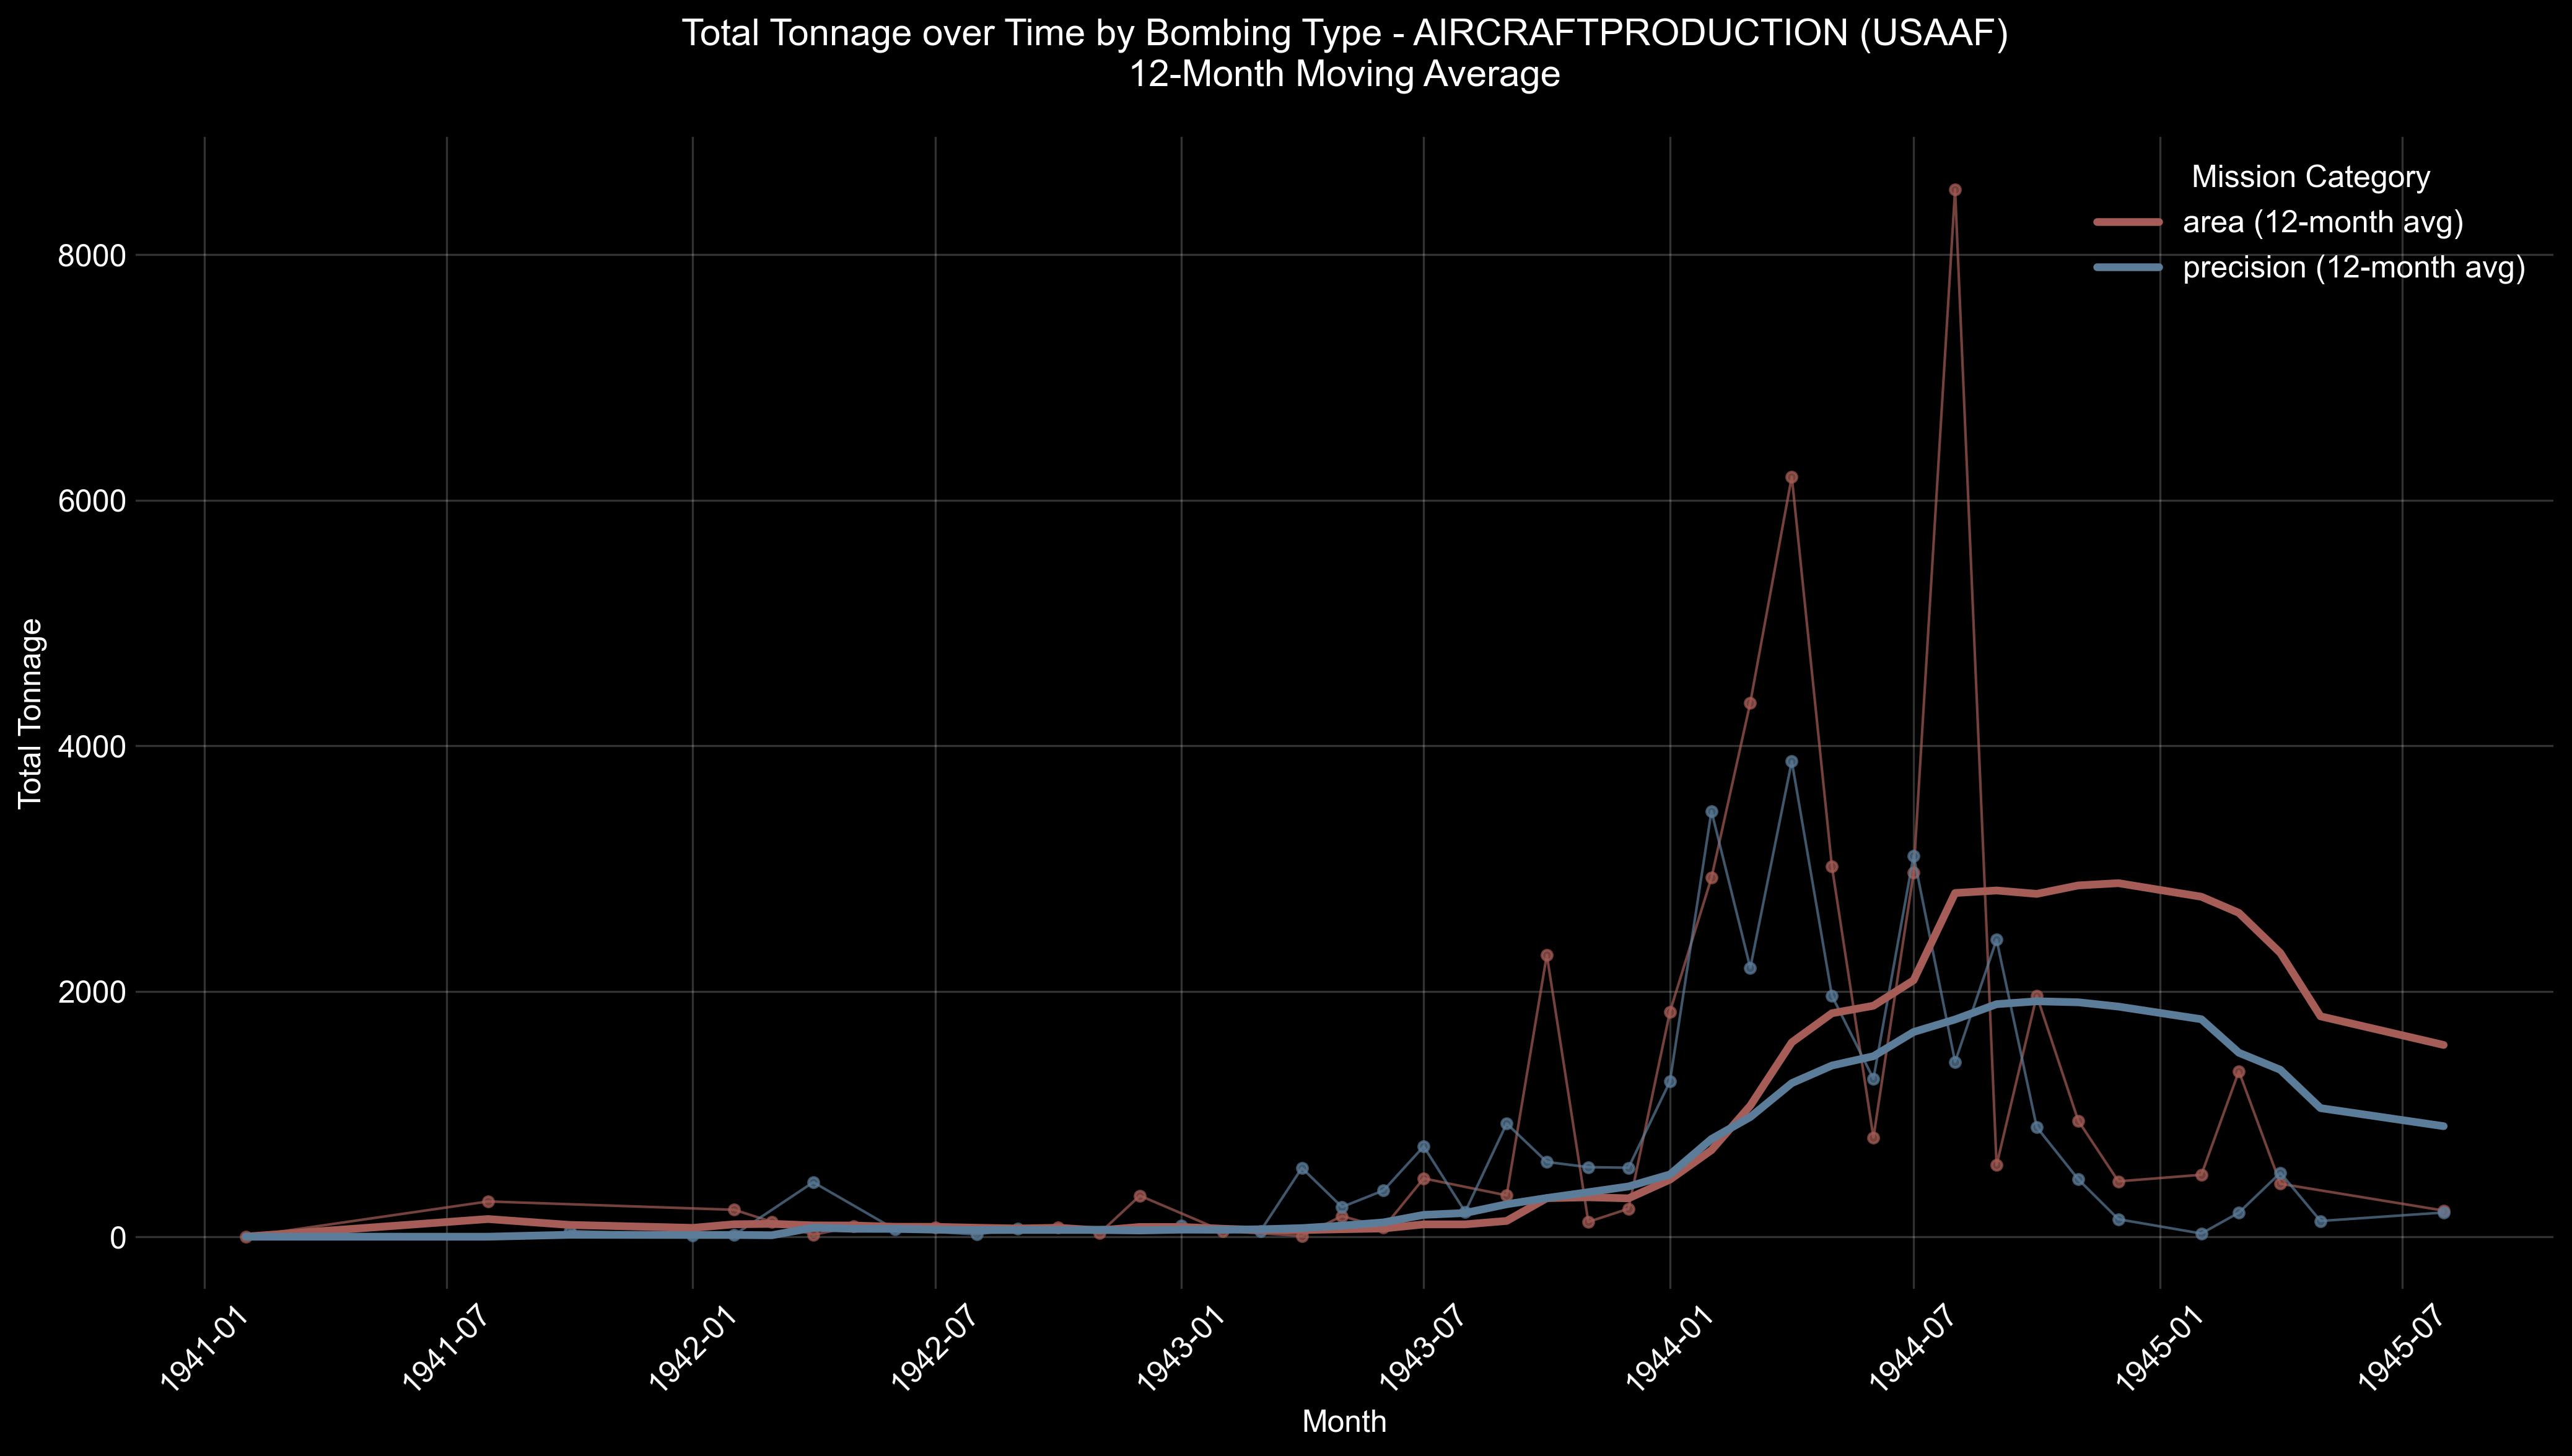 Total Tonnage over Time by Bombing Type - AIRCRAFTPRODUCTION (USAAF)
12-Month Moving Average
Mission Category
area (12-month avg)
precision (12-month avg)
8000
6000
4000
2000
0
Total Tonnage
1941-01
1941-07
1942-01
1942-07
1943-01
1943-07
1944-01
1944-07
1945-01
1945-07
Month